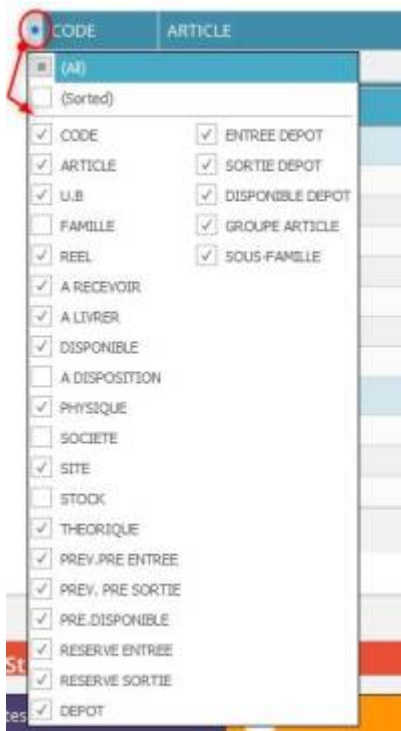 CODE ARTICLE
(All)
(Sorted)
CODE
ARTICLE
U.B
FAMILLE
REEL
A RECEVOIR
A LIVRER
DISPONIBLE
A DISPOSITION
PHYSIQUE
SOCIETE
SITE
STOCK
THEORIQUE
PREV.PRE ENTREE
PREV. PRE SORTIE
PRE.DISPONIBLE
RESERVE ENTREE
RESERVE SORTIE
DEPOT
ENTREE DEPOT
SORTIE DEPOT
DISPONIBLE DEPOT
GROUPE ARTICLE
SOUS-FAMILLE